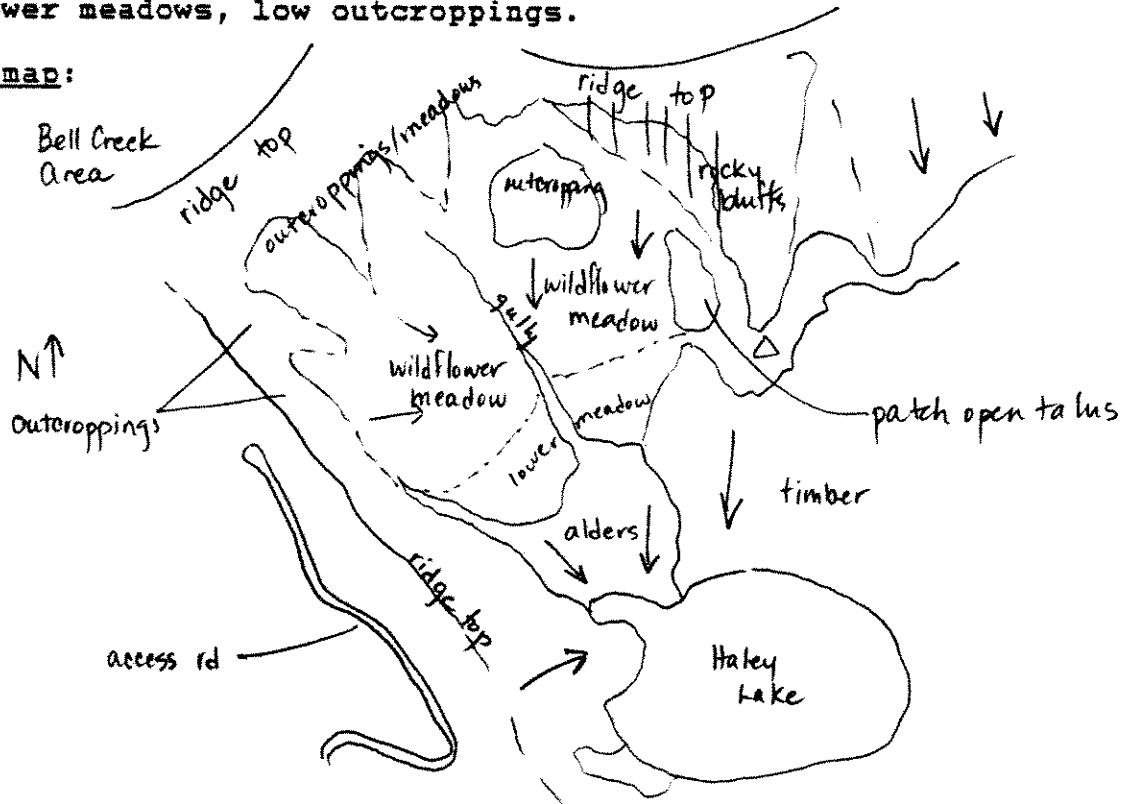 wer meadows, low outcroppings.
map:
Bell Creek
Area
ridge top
outcroppings/meadows
ridge top
rocky
bluffs
outcropping
wildflower
meadow
gully
wildflower
meadow
N
outcroppings
meadow
lower
patch open talus
timber
alders
ridge top
access rd
Haley
Lake